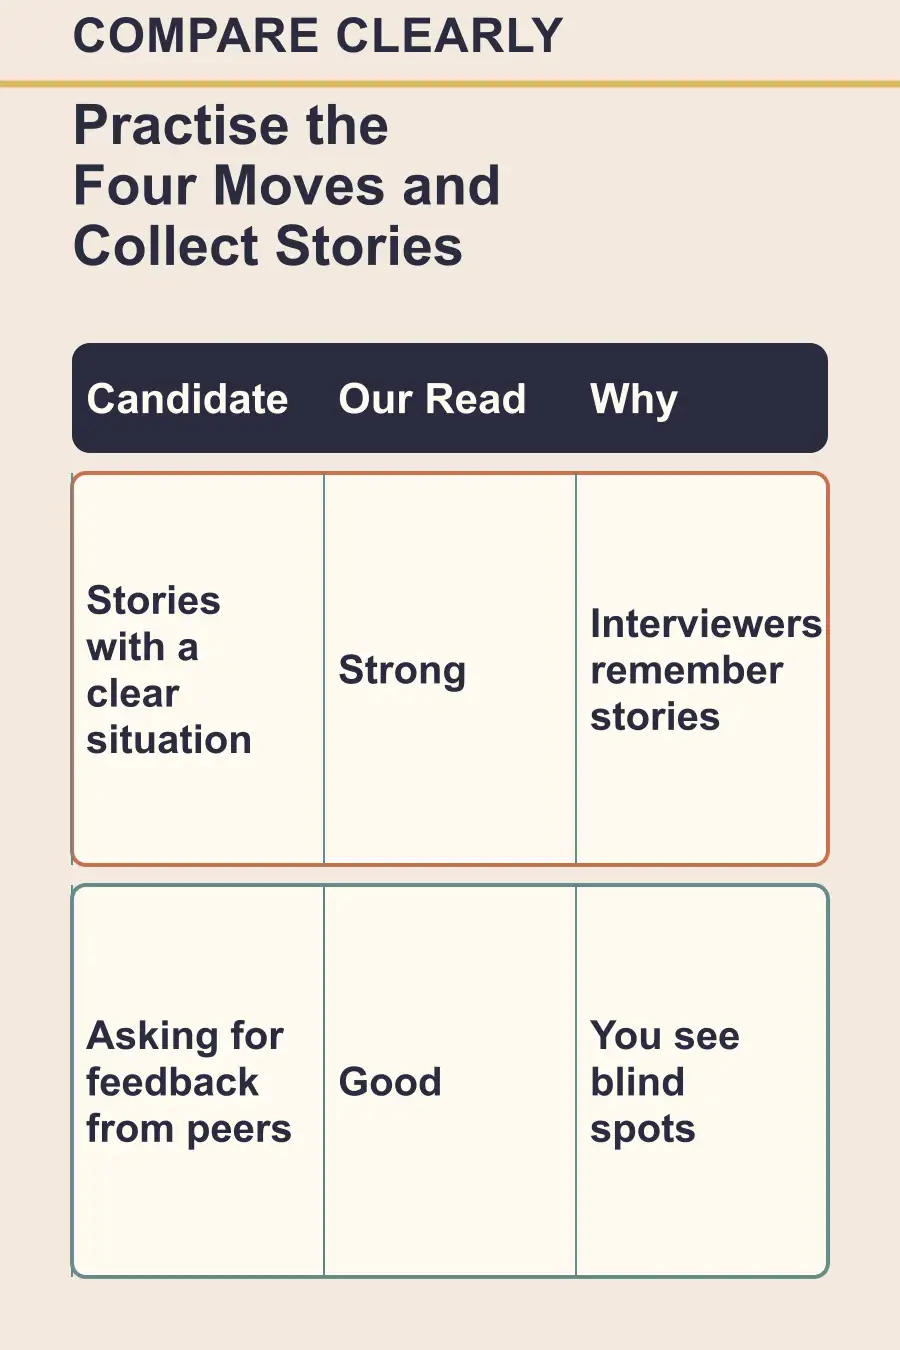 COMPARE CLEARLY
Practise the
Four Moves and
Collect Stories
Candidate Our Read Why
Stories
with a
clear
situation
Strong
Interviewers
remember
stories
Asking for
feedback
from peers
Good
You see
blind
spots